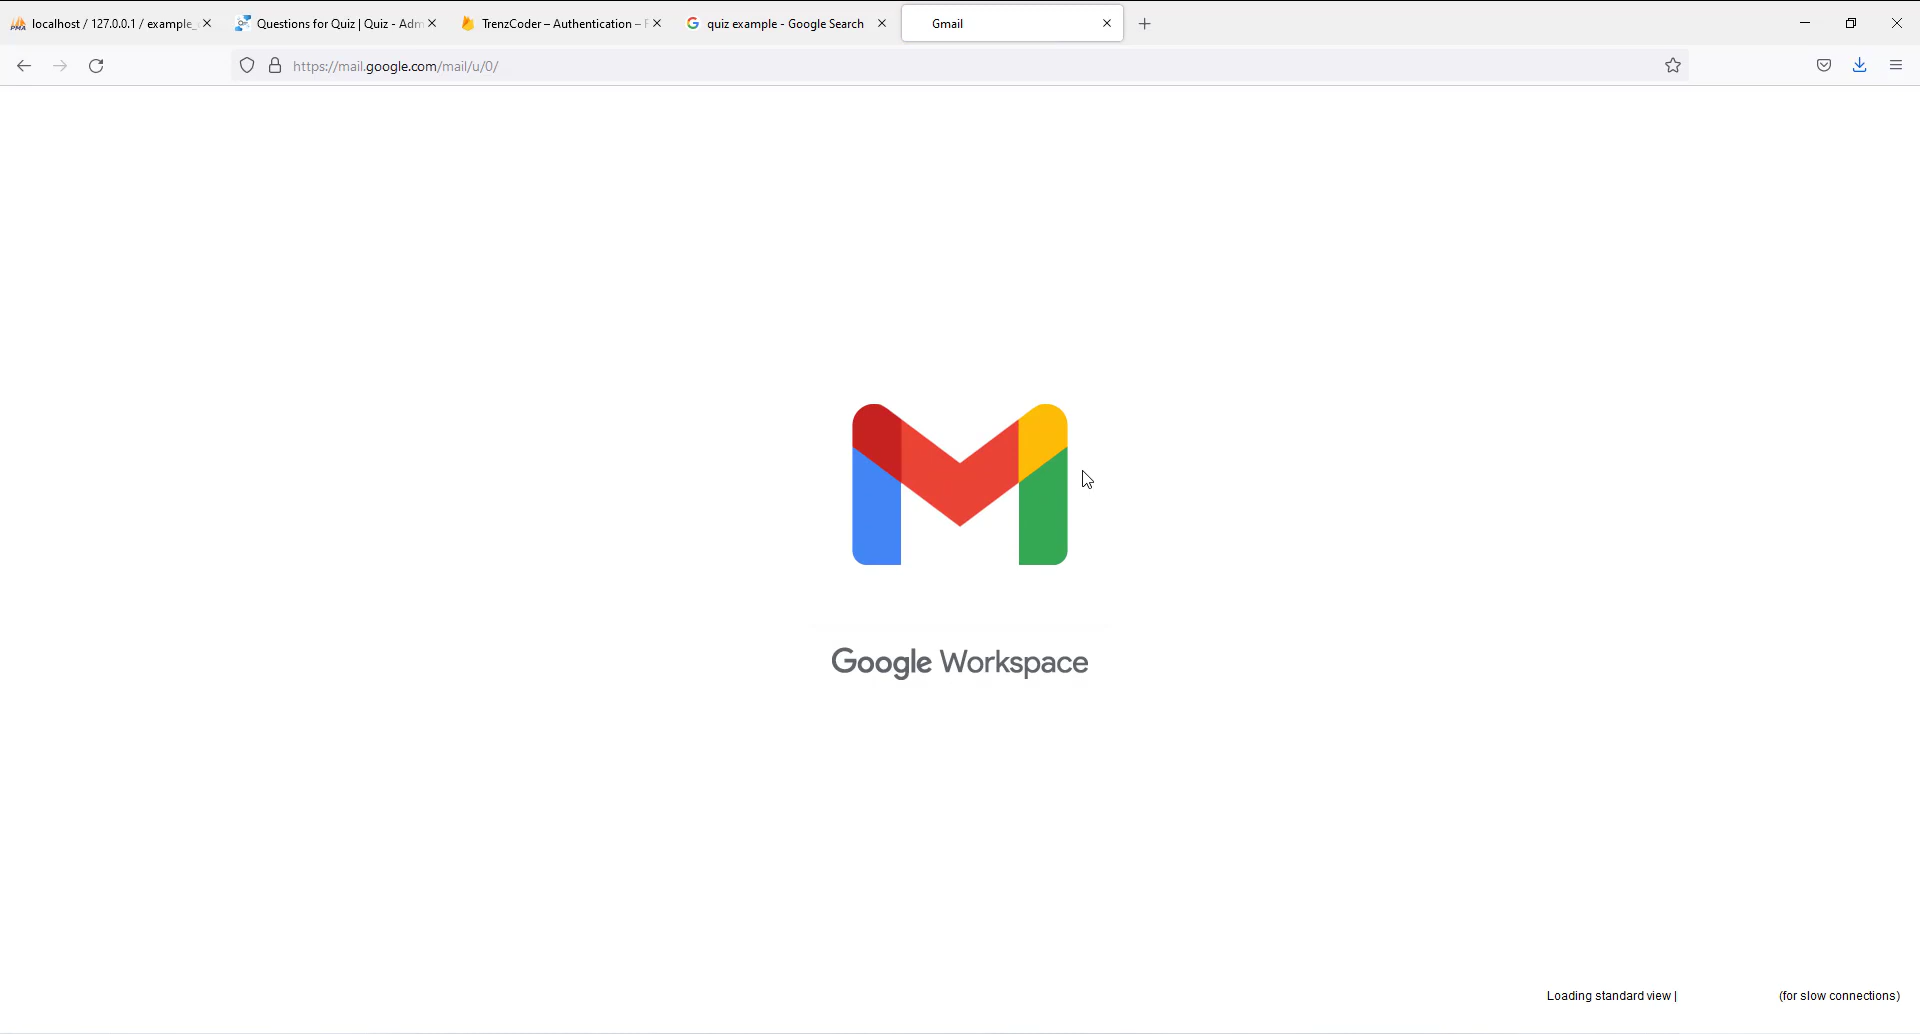 localhost / 127.0.0.1 / example_
Questions for Quiz | Quiz - Adm
TrenzCoder – Authentication – F
quiz example - Google Search
Gmail
https://mail.google.com/mail/u/0/
Google Workspace
Loading standard view | (for slow connections)